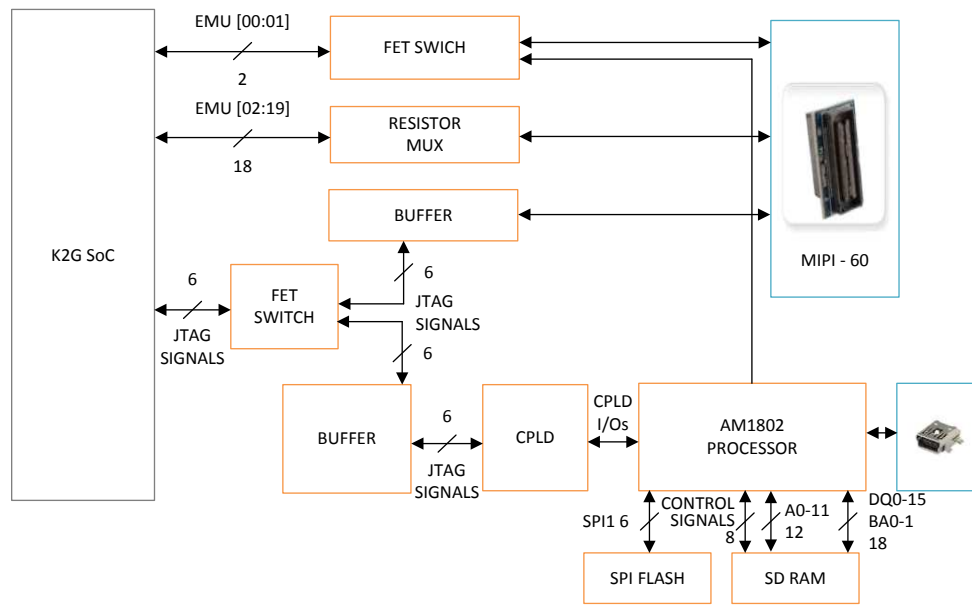 EMU [00:01]
2
FET SWICH
EMU [02:19]
18
RESISTOR
MUX
BUFFER
MIPI - 60
K2G SoC
6
JTAG
SIGNALS
FET
SWITCH
6
JTAG
SIGNALS
6
BUFFER
6
JTAG
SIGNALS
CPLD
CPLD
I/Os
AM1802
PROCESSOR
SPI1 6
CONTROL
SIGNALS
8
A0-11
12
DQ0-15
BA0-1
18
SPI FLASH
SD RAM